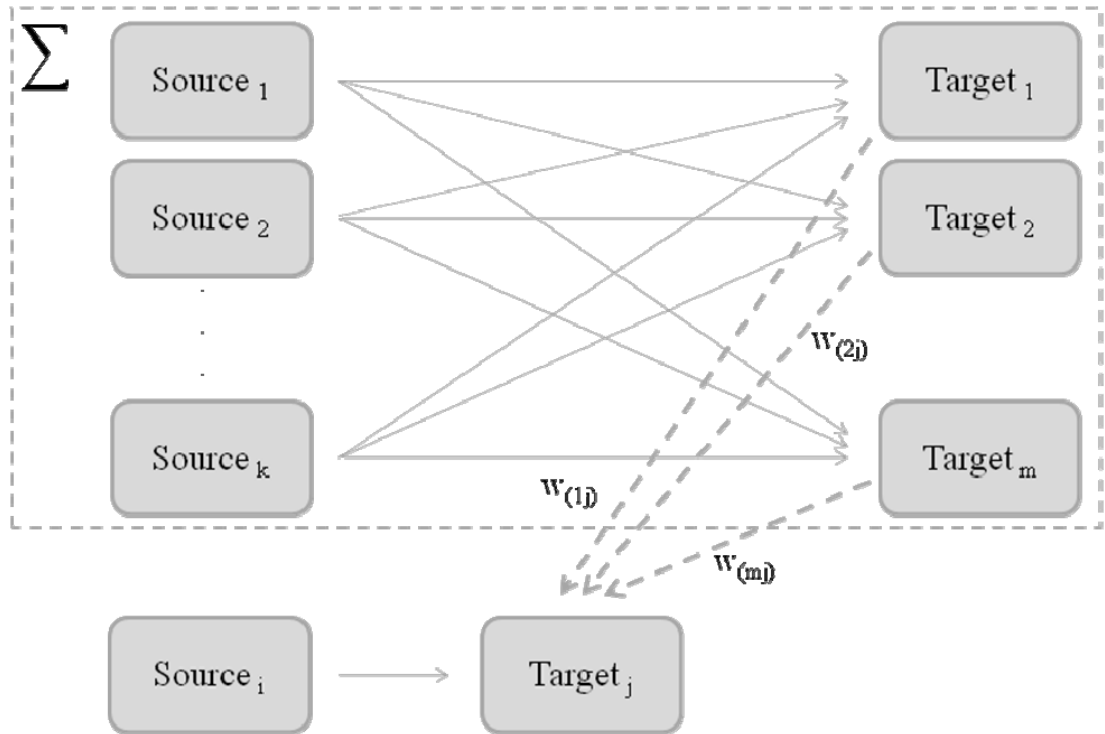 ∑
Source 1
Target 1
Source 2
Target 2
.
.
.
W(2j)
Source k
Target m
W(1j)
W(mj)
Source i
Target j